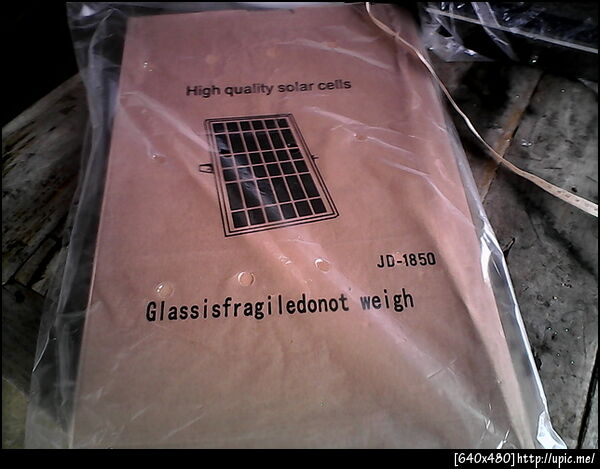 High quality solar cells
JD-1850
Glassisfragiledonot weigh
[640x480]http://upic.me/